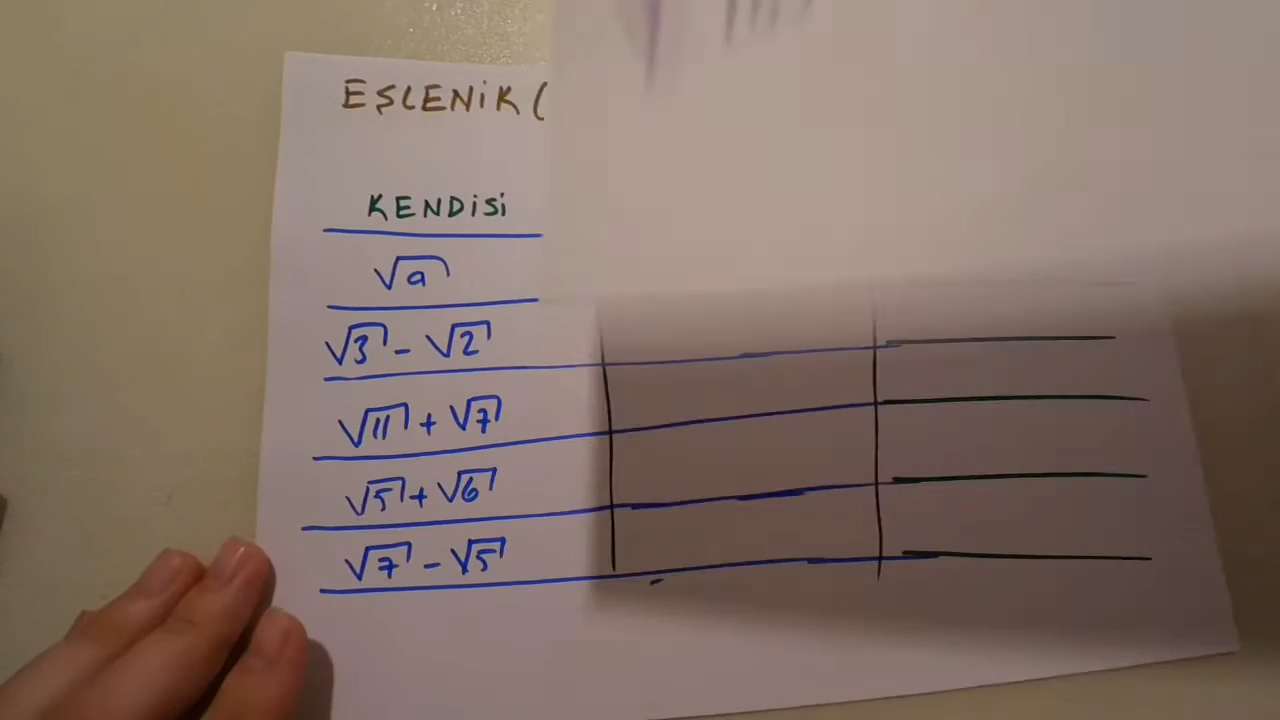 EŞLENİK (
KENDİSİ
√a
√3 - √2
√11 + √7
√5 + √6
√7 - √5